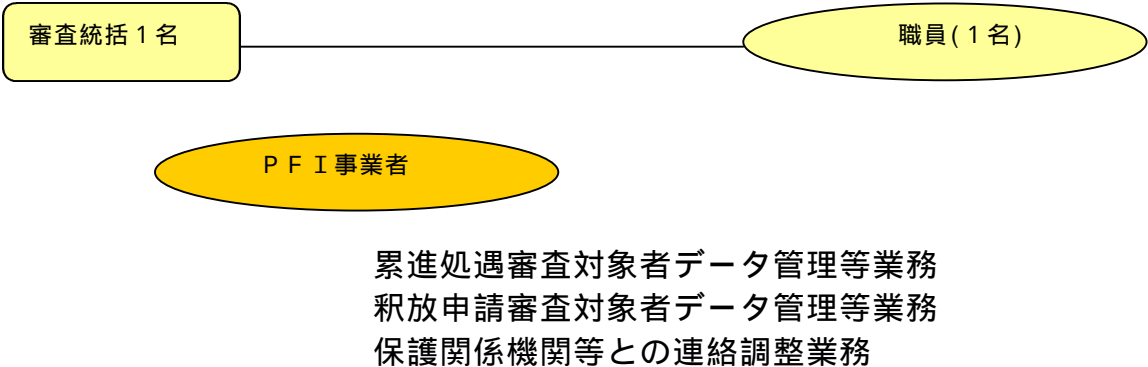 審査統括１名
職員(１名)
ＰＦＩ事業者
累進処遇審査対象者データ管理等業務
釈放申請審査対象者データ管理等業務
保護関係機関等との連絡調整業務